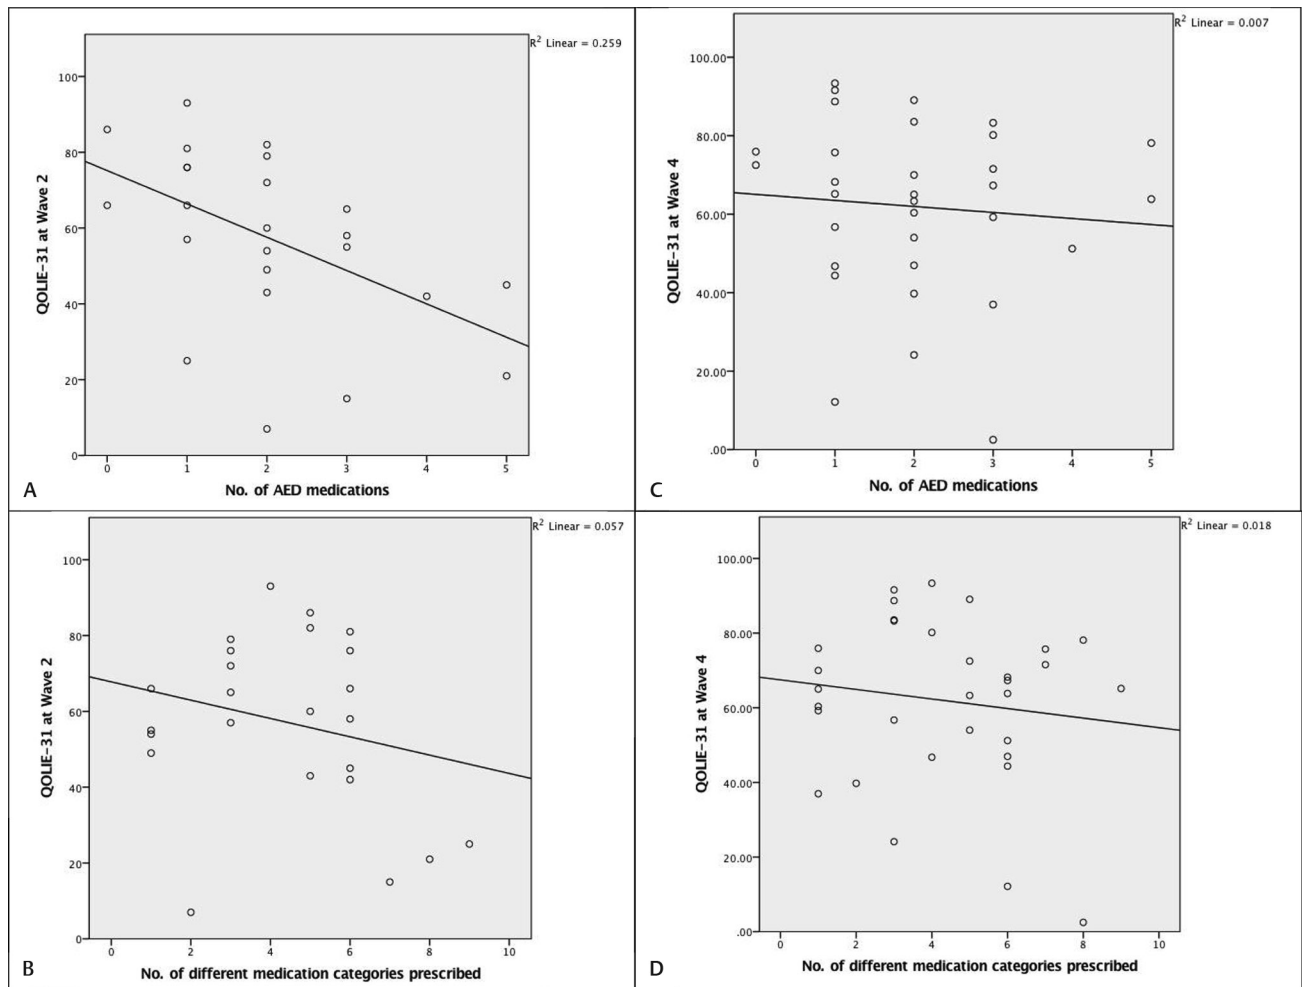 R² Linear = 0.259
100
80
60
40
20
0
QOLIE-31 at Wave 2
0 1 2 3 4 5
No. of AED medications
A
R² Linear = 0.007
100.00
80.00
60.00
40.00
20.00
.00
QOLIE-31 at Wave 4
0 1 2 3 4 5
No. of AED medications
C
R² Linear = 0.057
100
80
60
40
20
0
QOLIE-31 at Wave 2
0 2 4 6 8 10
No. of different medication categories prescribed
B
R² Linear = 0.018
100.00
80.00
60.00
40.00
20.00
.00
QOLIE-31 at Wave 4
0 2 4 6 8 10
No. of different medication categories prescribed
D